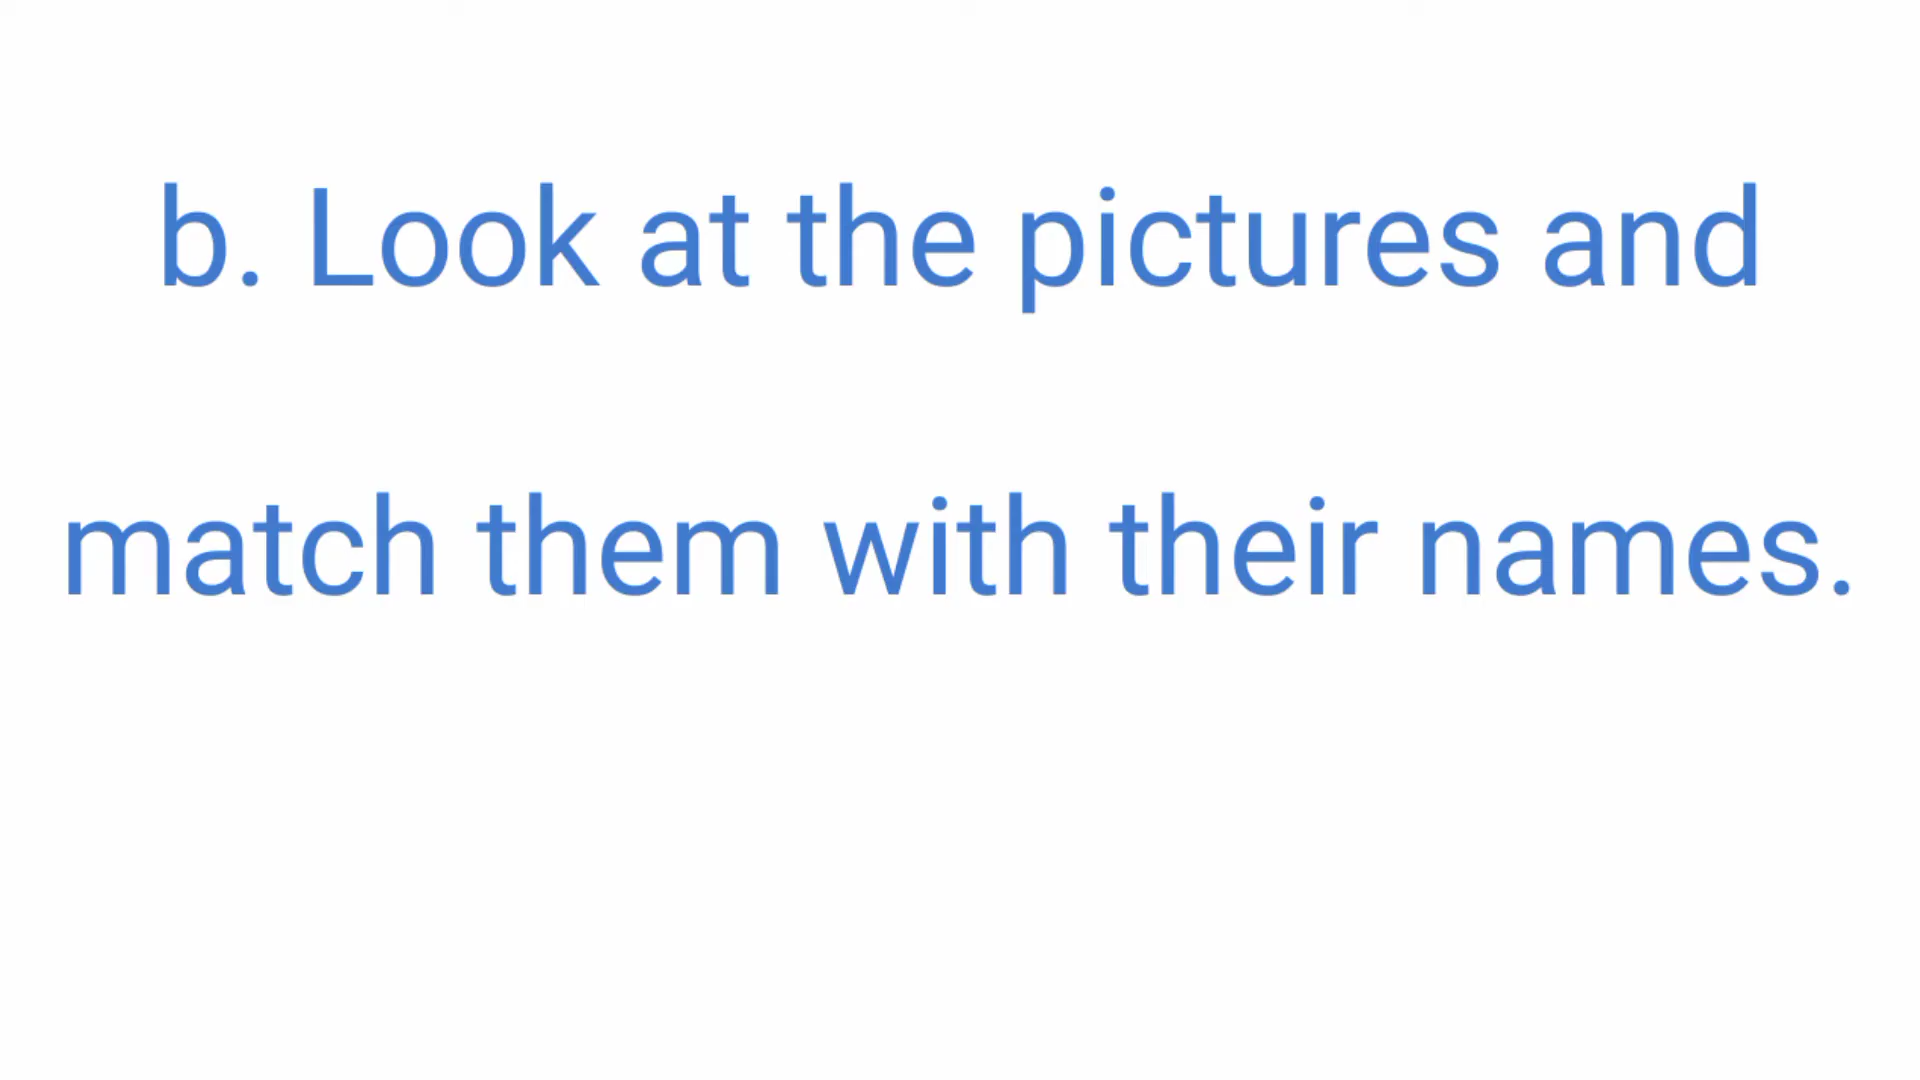 b. Look at the pictures and
match them with their names.